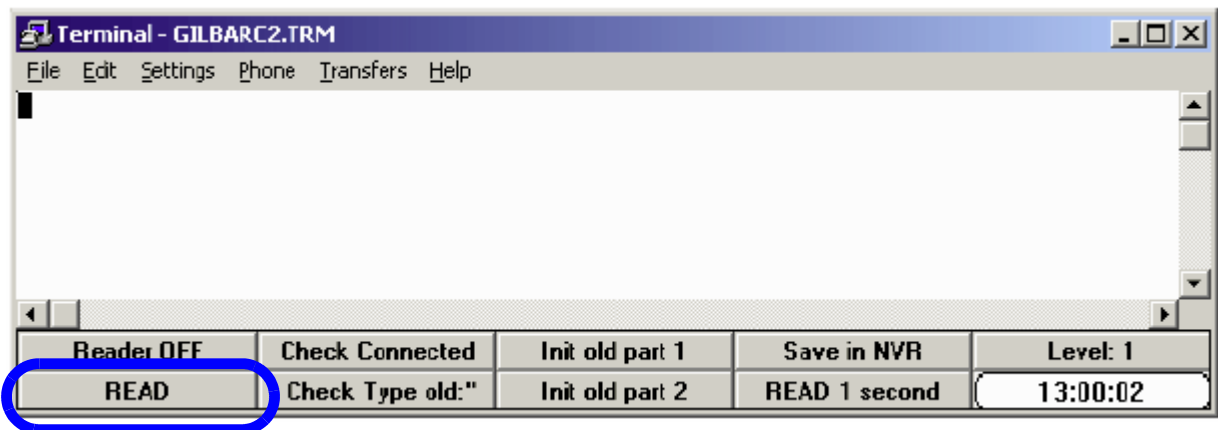 Terminal - GILBARC2.TRM
File Edit Settings Phone Transfers Help
Reader OFF Check Connected Init old part 1 Save in NVR Level: 1
READ Check Type old:" Init old part 2 READ 1 second 13:00:02